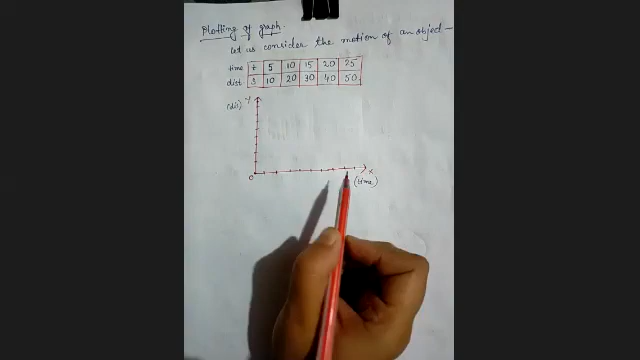 Plotting of graph.
Let us consider the motion of an object —
time t 5 10 15 20 25
dist S 10 20 30 40 50
Y
(dis)
O X
(time)